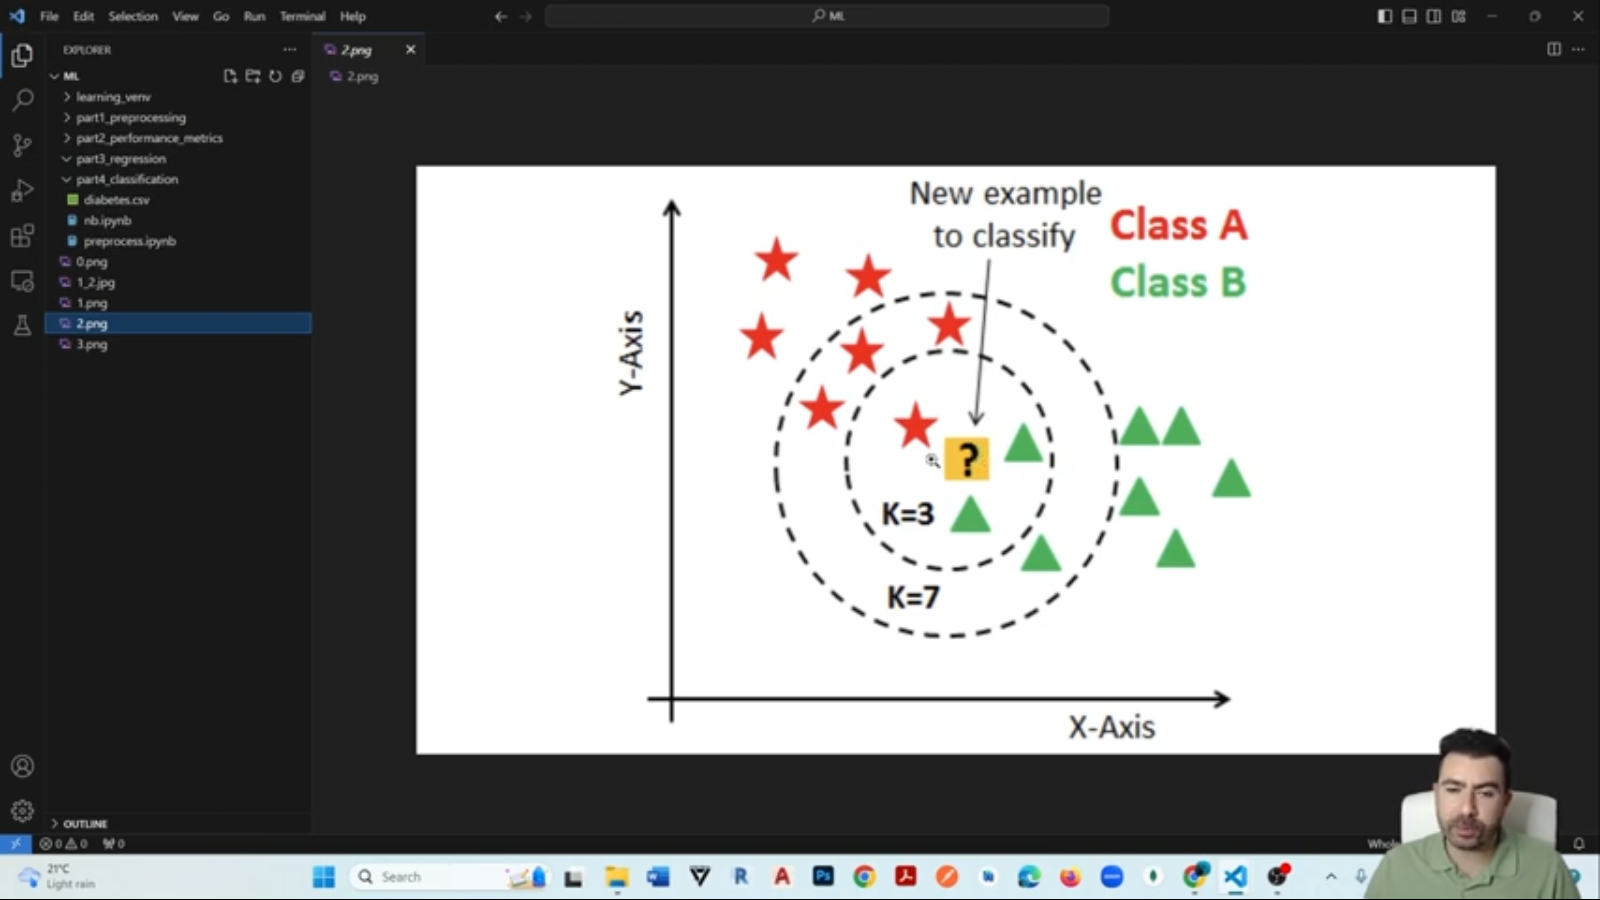 File Edit Selection View Go Run Terminal Help
ML
EXPLORER
2.png
ML
2.png
learning_venv
part1_preprocessing
part2_performance_metrics
part3_regression
part4_classification
diabetes.csv
nb.ipynb
preprocess.ipynb
0.png
1_2.jpg
1.png
2.png
3.png
New example
to classify
Class A
Class B
Y-Axis
?
K=3
K=7
X-Axis
OUTLINE
0 0 0
Whole
21°C
Light rain
Search